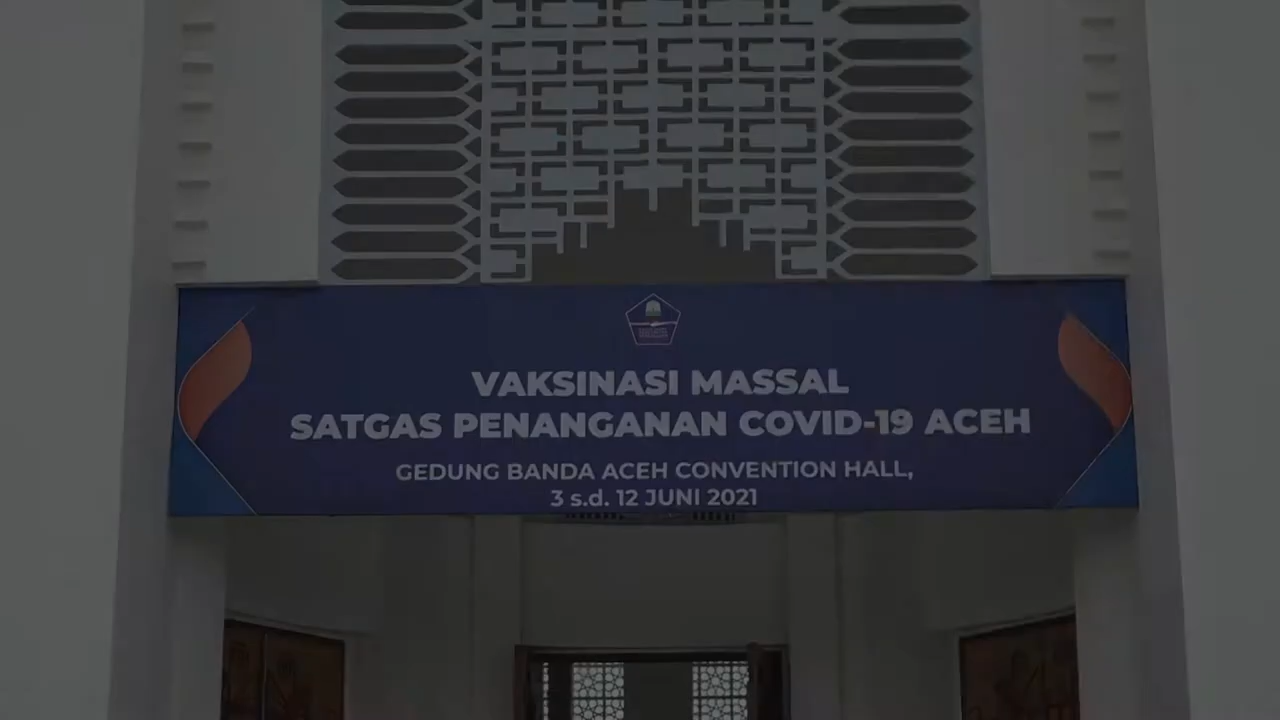 VAKSINASI MASSAL
SATGAS PENANGANAN COVID-19 ACEH
GEDUNG BANDA ACEH CONVENTION HALL,
3 s.d. 12 JUNI 2021